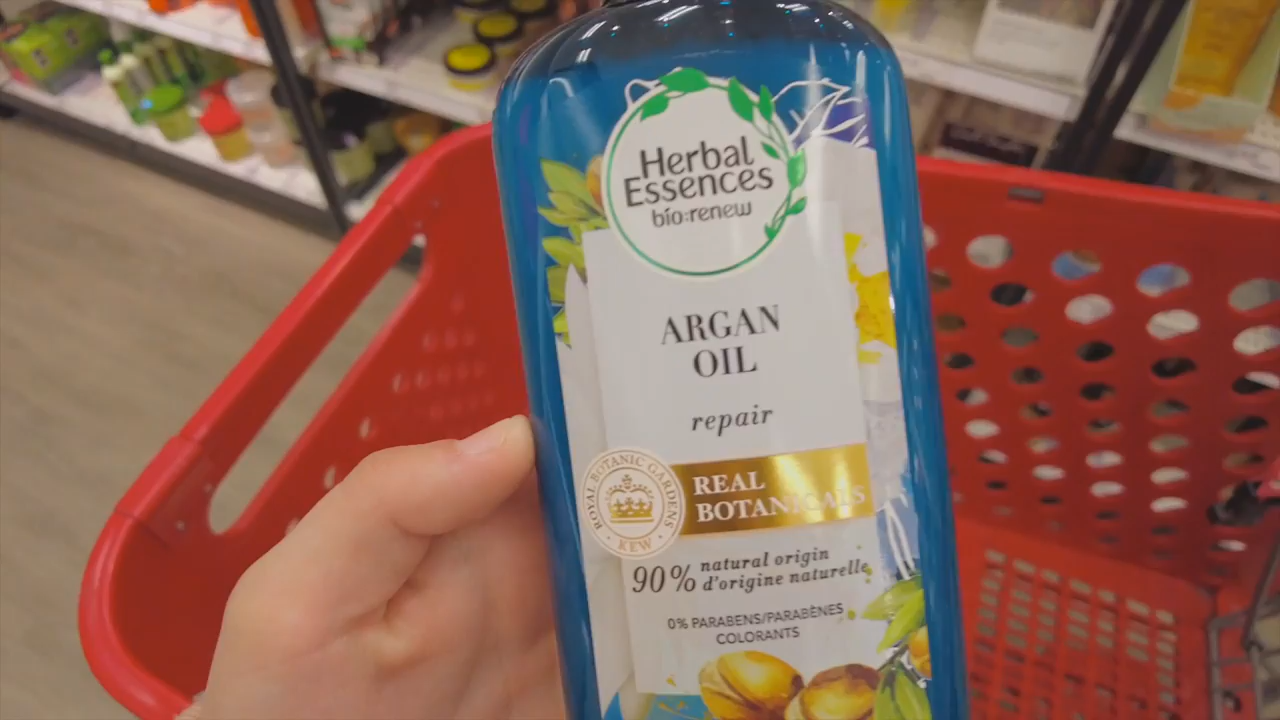 Herbal
Essences
bio:renew
ARGAN
OIL
repair
ROYAL BOTANIC GARDENS
KEW
REAL
BOTANICALS
90% natural origin
d'origine naturelle
0% PARABENS/PARABÈNES
COLORANTS